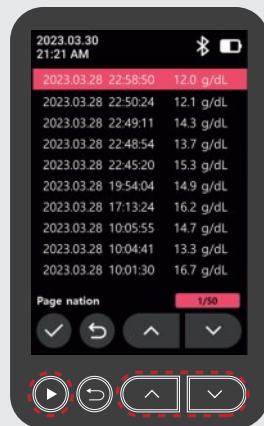 2023.03.30
21:21 AM
2023.03.28 22:58:50 12.0 g/dL
2023.03.28 22:50:24 12.1 g/dL
2023.03.28 22:49:11 14.3 g/dL
2023.03.28 22:48:54 13.7 g/dL
2023.03.28 22:45:20 15.3 g/dL
2023.03.28 19:54:04 14.9 g/dL
2023.03.28 17:13:24 16.2 g/dL
2023.03.28 10:05:55 14.7 g/dL
2023.03.28 10:04:41 13.3 g/dL
2023.03.28 10:01:30 16.7 g/dL
Page nation 1/50